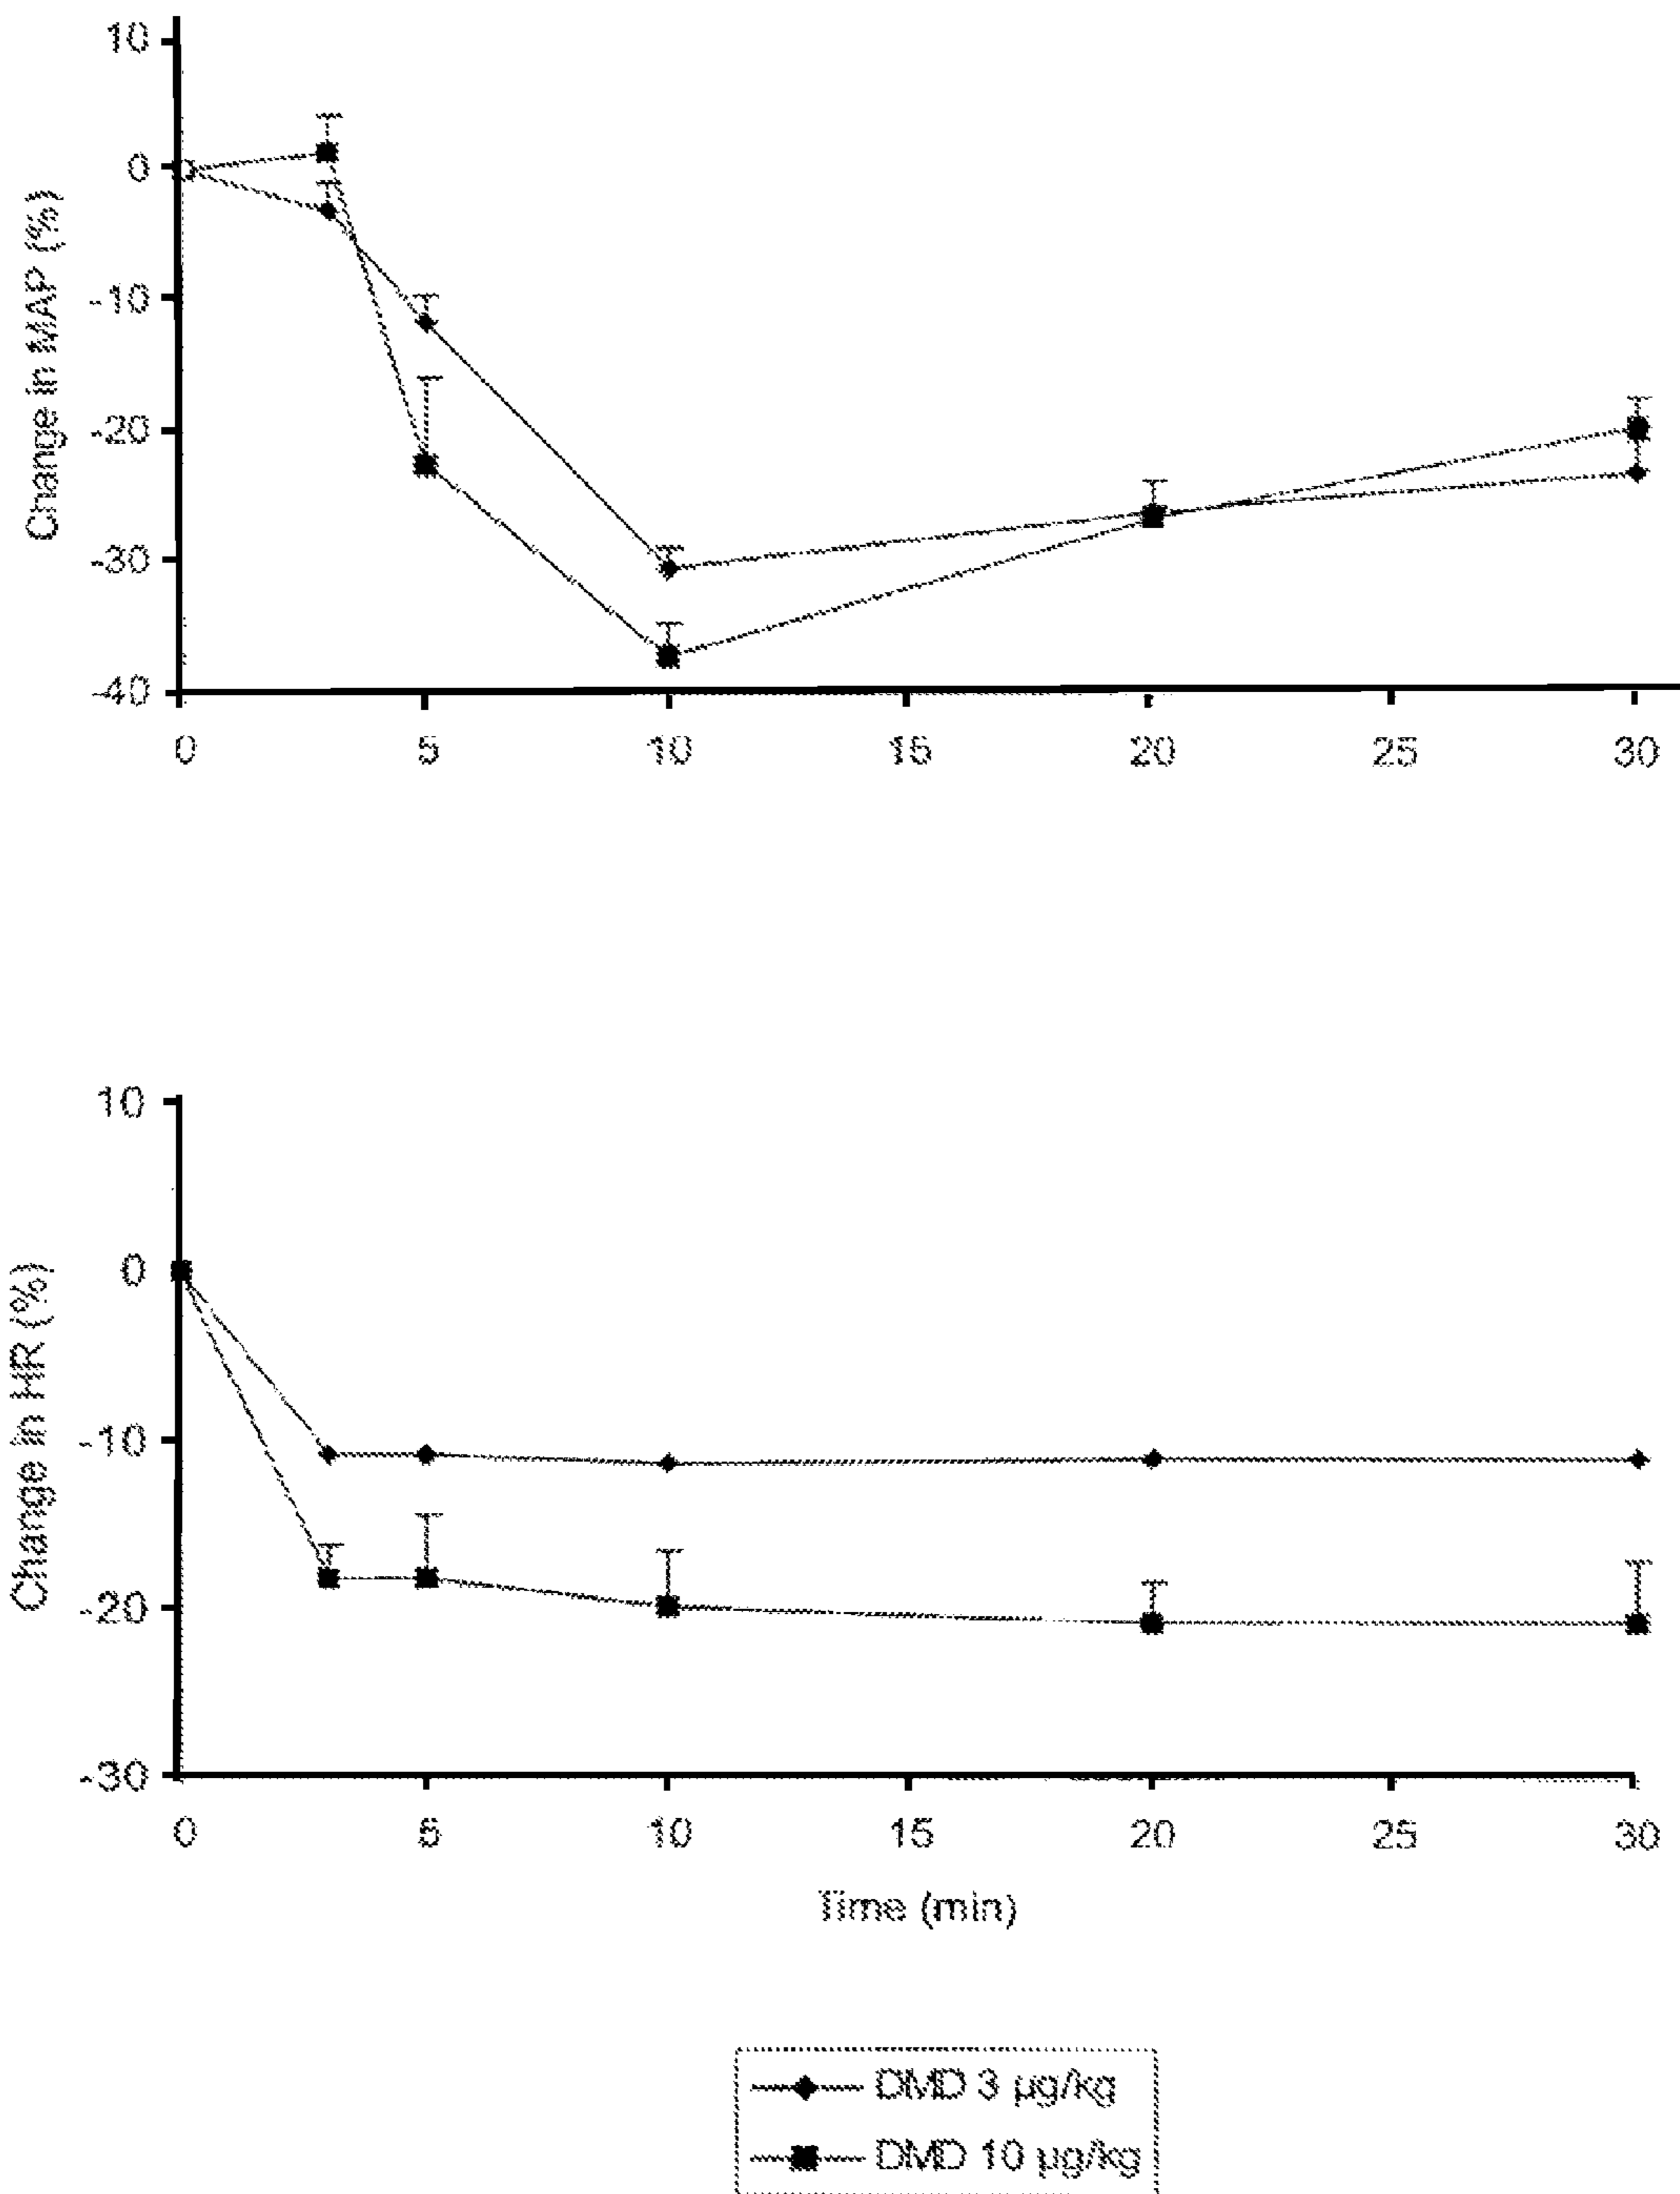 10
0
-10
-20
-30
-40
Change in MAP (%)
0 5 10 15 20 25 30
10
0
-10
-20
-30
Change in HR (%)
0 5 10 15 20 25 30
Time (min)
DMD 3 µg/kg
DMD 10 µg/kg